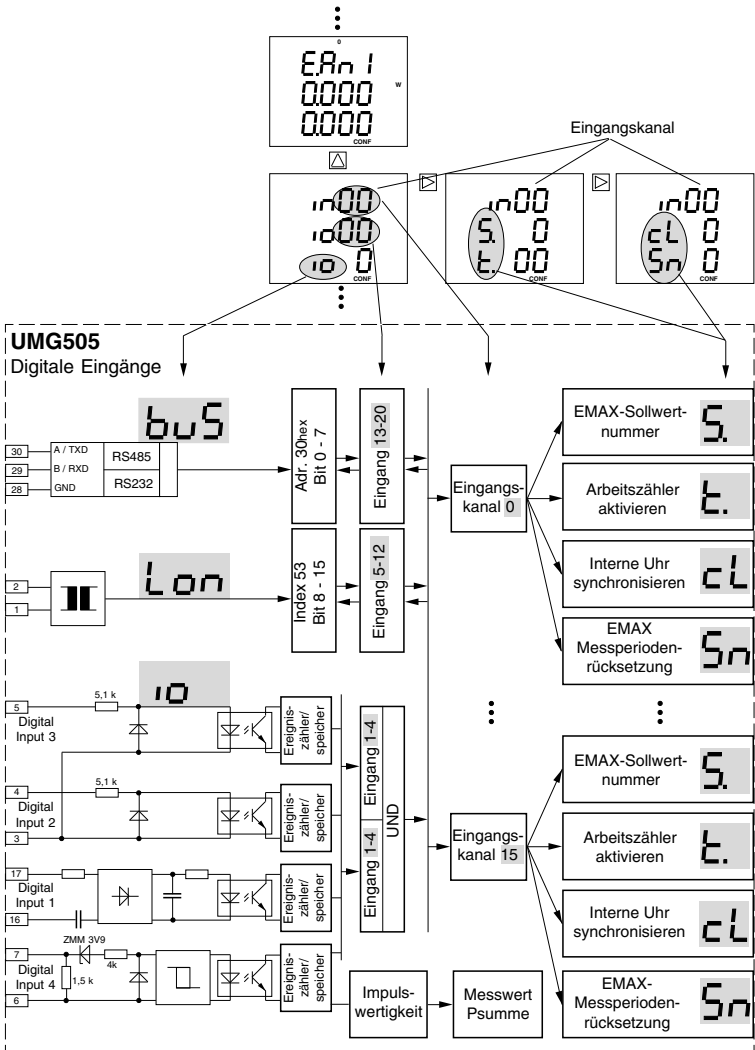 0
EAn1
0.000
W
0.000
CONF
Eingangskanal
in00
io00
io 0
CONF
in00
S. 0
t. 00
CONF
in00
cL 0
Sn 0
CONF
UMG505
Digitale Eingänge
buS
30
A / TXD
29
B / RXD
28
GND
RS485
RS232
Adr. 30hex
Bit 0 - 7
Eingang 13-20
Lon
2
1
Index 53
Bit 8 - 15
Eingang 5-12
Eingangs-
kanal 0
EMAX-Sollwert-
nummer
S.
Arbeitszähler
aktivieren
t.
Interne Uhr
synchronisieren
cL
EMAX
Messperioden-
rücksetzung
Sn
io
5
5,1 k
Digital
Input 3
Ereignis-
zähler/
speicher
4
5,1 k
Digital
Input 2
3
Ereignis-
zähler/
speicher
17
Digital
Input 1
16
Ereignis-
zähler/
speicher
7
ZMM 3V9
4k
Digital
Input 4
1,5 k
6
Ereignis-
zähler/
speicher
Eingang 1-4
Eingang 1-4
UND
Impuls-
wertigkeit
Messwert
Psumme
Eingangs-
kanal 15
EMAX-Sollwert-
nummer
S.
Arbeitszähler
aktivieren
t.
Interne Uhr
synchronisieren
cL
EMAX-
Messperioden-
rücksetzung
Sn